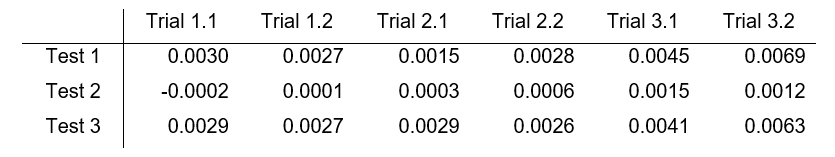 Trial 1.1 Trial 1.2 Trial 2.1 Trial 2.2 Trial 3.1 Trial 3.2
Test 1 0.0030 0.0027 0.0015 0.0028 0.0045 0.0069
Test 2 -0.0002 0.0001 0.0003 0.0006 0.0015 0.0012
Test 3 0.0029 0.0027 0.0029 0.0026 0.0041 0.0063